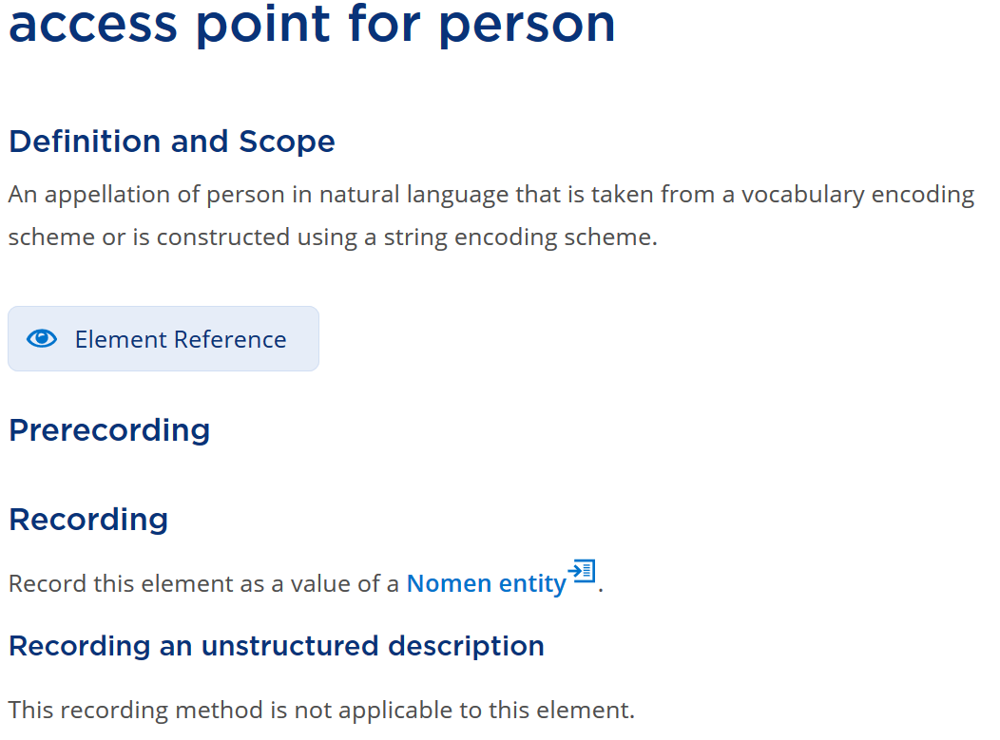 access point for person
Definition and Scope
An appellation of person in natural language that is taken from a vocabulary encoding
scheme or is constructed using a string encoding scheme.
Element Reference
Prerecording
Recording
Record this element as a value of a Nomen entity.
Recording an unstructured description
This recording method is not applicable to this element.